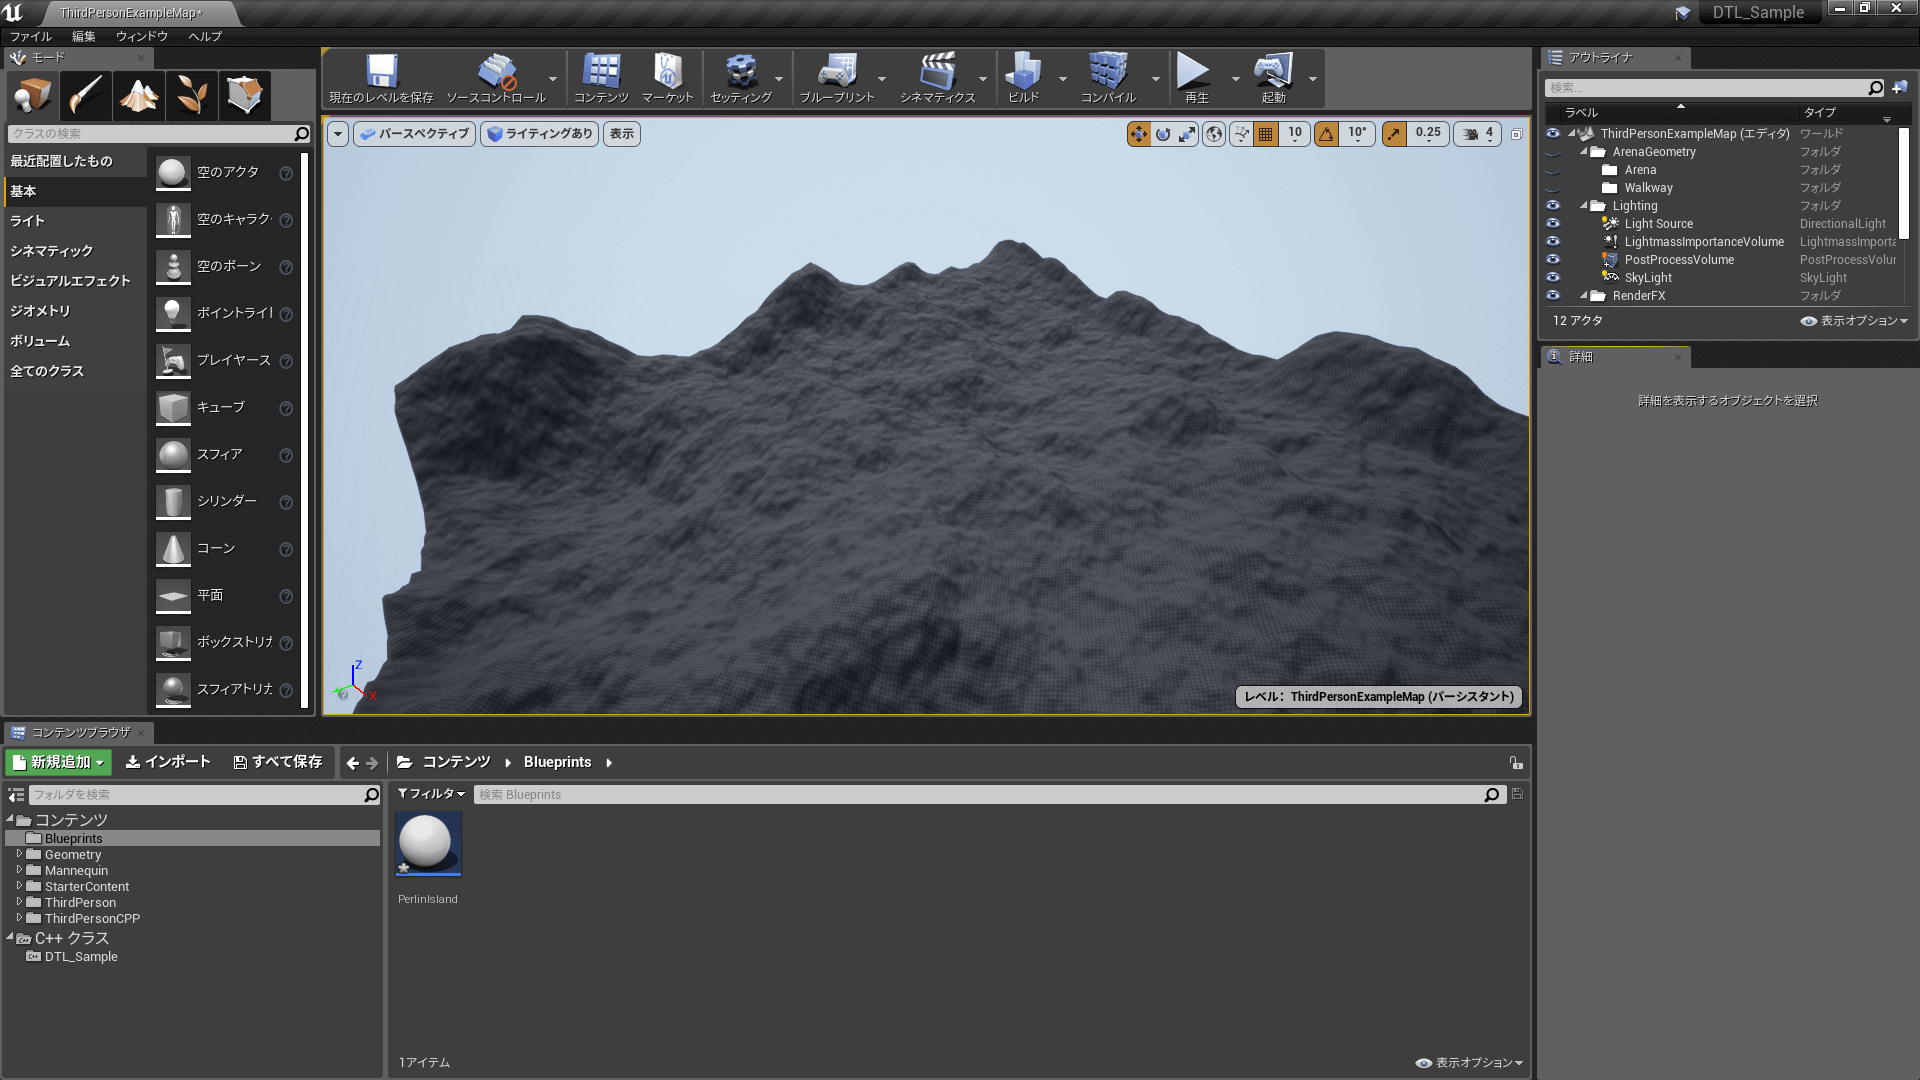 ThirdPersonExampleMap*
DTL_Sample
ファイル 編集 ウィンドウ ヘルプ
モード
クラスの検索
最近配置したもの
基本
ライト
シネマティック
ビジュアルエフェクト
ジオメトリ
ボリューム
全てのクラス
空のアクタ
空のキャラク
空のポーン
ポイントライト
プレイヤース
キューブ
スフィア
シリンダー
コーン
平面
ボックストリガ
スフィアトリガ
現在のレベルを保存 ソースコントロール コンテンツ マーケット セッティング ブループリント シネマティクス ビルド コンパイル 再生 起動
パースペクティブ ライティングあり 表示
10 10° 0.25 4
Z
X
レベル： ThirdPersonExampleMap (パーシスタント)
アウトライナ
検索...
ラベル タイプ
ThirdPersonExampleMap (エディタ) ワールド
ArenaGeometry フォルダ
Arena フォルダ
Walkway フォルダ
Lighting フォルダ
Light Source DirectionalLight
LightmassImportanceVolume LightmassImporta
PostProcessVolume PostProcessVolur
SkyLight SkyLight
RenderFX フォルダ
12 アクタ 表示オプション
詳細
詳細を表示するオブジェクトを選択
コンテンツブラウザ
新規追加 インポート すべて保存 コンテンツ Blueprints
フォルダを検索
フィルタ 検索 Blueprints
コンテンツ
Blueprints
Geometry
Mannequin
StarterContent
ThirdPerson
ThirdPersonCPP
C++ クラス
DTL_Sample
PerlinIsland
1アイテム 表示オプション